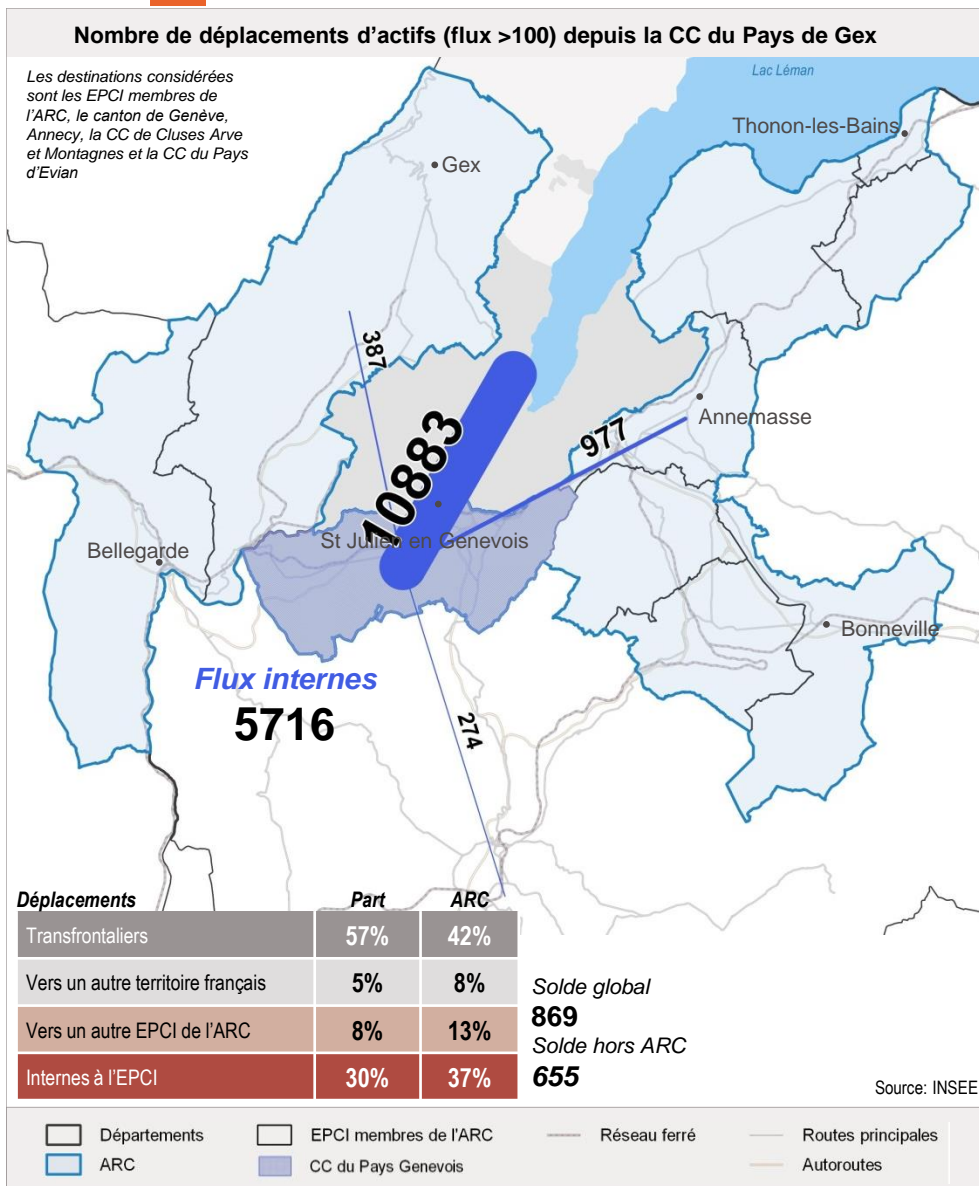 Nombre de déplacements d'actifs (flux >100) depuis la CC du Pays de Gex
Les destinations considérées
sont les EPCI membres de
l'ARC, le canton de Genève,
Annecy, la CC de Cluses Arve
et Montagnes et la CC du Pays
d'Evian
Lac Léman
Thonon-les-Bains
Gex
387
10883
977
Annemasse
St Julien en Genevois
Bellegarde
Bonneville
Flux internes
5716
274
Déplacements Part ARC
Transfrontaliers 57% 42%
Vers un autre territoire français 5% 8%
Vers un autre EPCI de l'ARC 8% 13%
Internes à l'EPCI 30% 37%
Solde global
869
Solde hors ARC
655
Source: INSEE
Départements EPCI membres de l'ARC Réseau ferré Routes principales
ARC CC du Pays Genevois Autoroutes